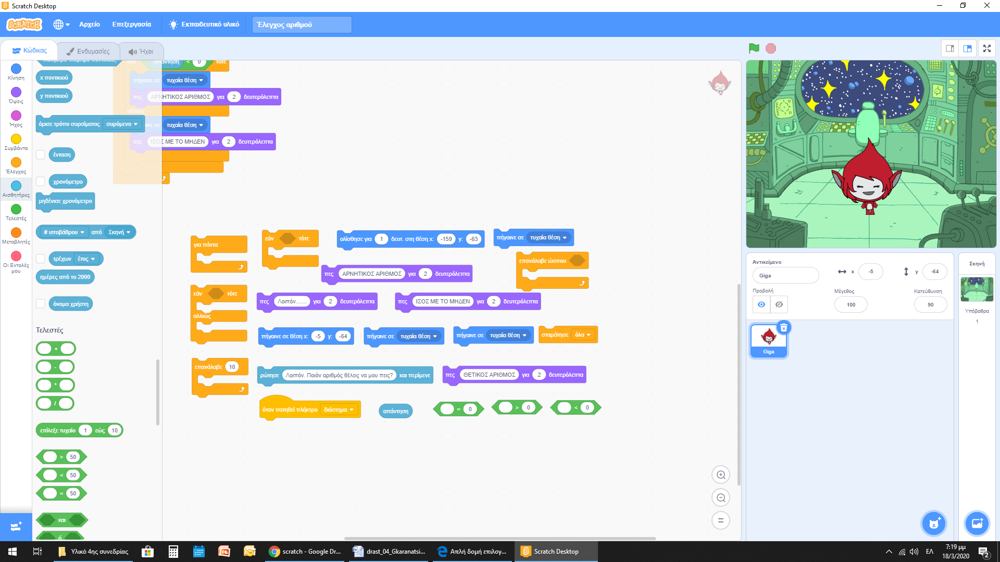 Scratch Desktop
SCRATCH
Αρχείο
Επεξεργασία
Εκπαιδευτικό υλικό
Έλεγχος αριθμού
Κώδικας
Ενδυμασίες
Ήχοι
Κίνηση
Όψεις
Ήχος
Συμβάντα
Έλεγχος
Αισθητήρες
Τελεστές
Μεταβλητές
Οι Εντολές μου
x ποντικιού
y ποντικιού
όρισε τρόπο συρσίματος συρόμενο
ένταση
χρονόμετρο
μηδένισε χρονόμετρο
# υποβάθρου από Σκηνή
τρέχων έτος
ημέρες από το 2000
όνομα χρήστη
Τελεστές
+
-
*
/
επίλεξε τυχαίο 1 εώς 10
> 50
< 50
= 50
και
ή
εάν απάντηση < 0 τότε
πήγαινε σε τυχαία θέση
πες ΑΡΝΗΤΙΚΟΣ ΑΡΙΘΜΟΣ για 2 δευτερόλεπτα
αλλιώς
τυχαία θέση
πες ΙΣΟΣ ΜΕ ΤΟ ΜΗΔΕΝ για 2 δευτερόλεπτα
για πάντα
εάν τότε
ολίσθησε για 1 δευτ. στη θέση x: -159 y: -63
πήγαινε σε τυχαία θέση
επανάλαβε ώσπου
πες ΑΡΝΗΤΙΚΟΣ ΑΡΙΘΜΟΣ για 2 δευτερόλεπτα
εάν τότε
αλλιώς
πες Λοιπόν....... για 2 δευτερόλεπτα
πες ΙΣΟΣ ΜΕ ΤΟ ΜΗΔΕΝ για 2 δευτερόλεπτα
πήγαινε σε θέση x: -5 y: -64
πήγαινε σε τυχαία θέση
πήγαινε σε τυχαία θέση
σταμάτησε όλα
επανάλαβε 10
ρώτησε Λοιπόν. Ποιόν αριθμός θέλεις να μου πεις? και περίμενε
πες ΘΕΤΙΚΟΣ ΑΡΙΘΜΟΣ για 2 δευτερόλεπτα
όταν πατηθεί πλήκτρο διάστημα
απάντηση
= 0
> 0
< 0
Αντικείμενο
Giga
x -5
y -64
Προβολή
Μέγεθος
100
Κατεύθυνση
90
Giga
Σκηνή
Υπόβαθρα
1
Υλικό 4ης συνεδρίας
scratch - Google Dr...
drast_04_Gkaranatsi...
Απλή δομή επιλογ...
Scratch Desktop
ΕΛ
7:19 μμ
18/3/2020
2